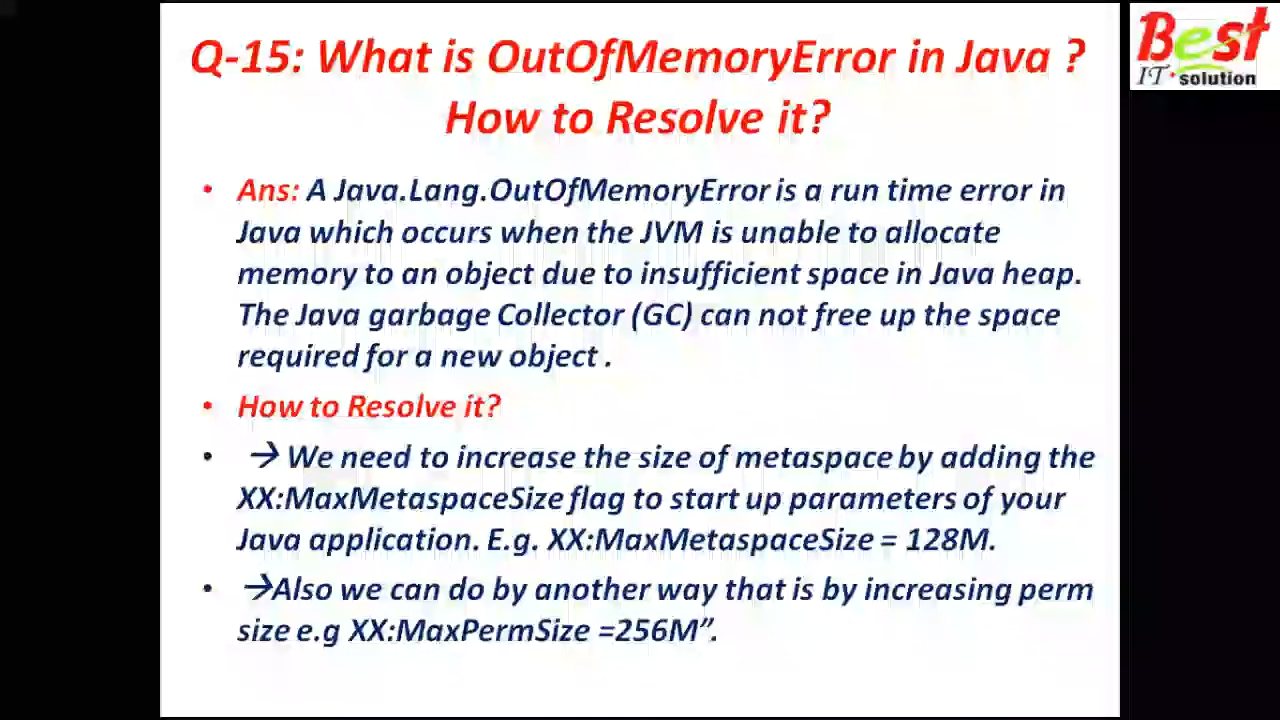 Q-15: What is OutOfMemoryError in Java ?
How to Resolve it?
Best
IT solution
• Ans: A Java.Lang.OutOfMemoryError is a run time error in
Java which occurs when the JVM is unable to allocate
memory to an object due to insufficient space in Java heap.
The Java garbage Collector (GC) can not free up the space
required for a new object .
• How to Resolve it?
• → We need to increase the size of metaspace by adding the
XX:MaxMetaspaceSize flag to start up parameters of your
Java application. E.g. XX:MaxMetaspaceSize = 128M.
• →Also we can do by another way that is by increasing perm
size e.g XX:MaxPermSize =256M”.